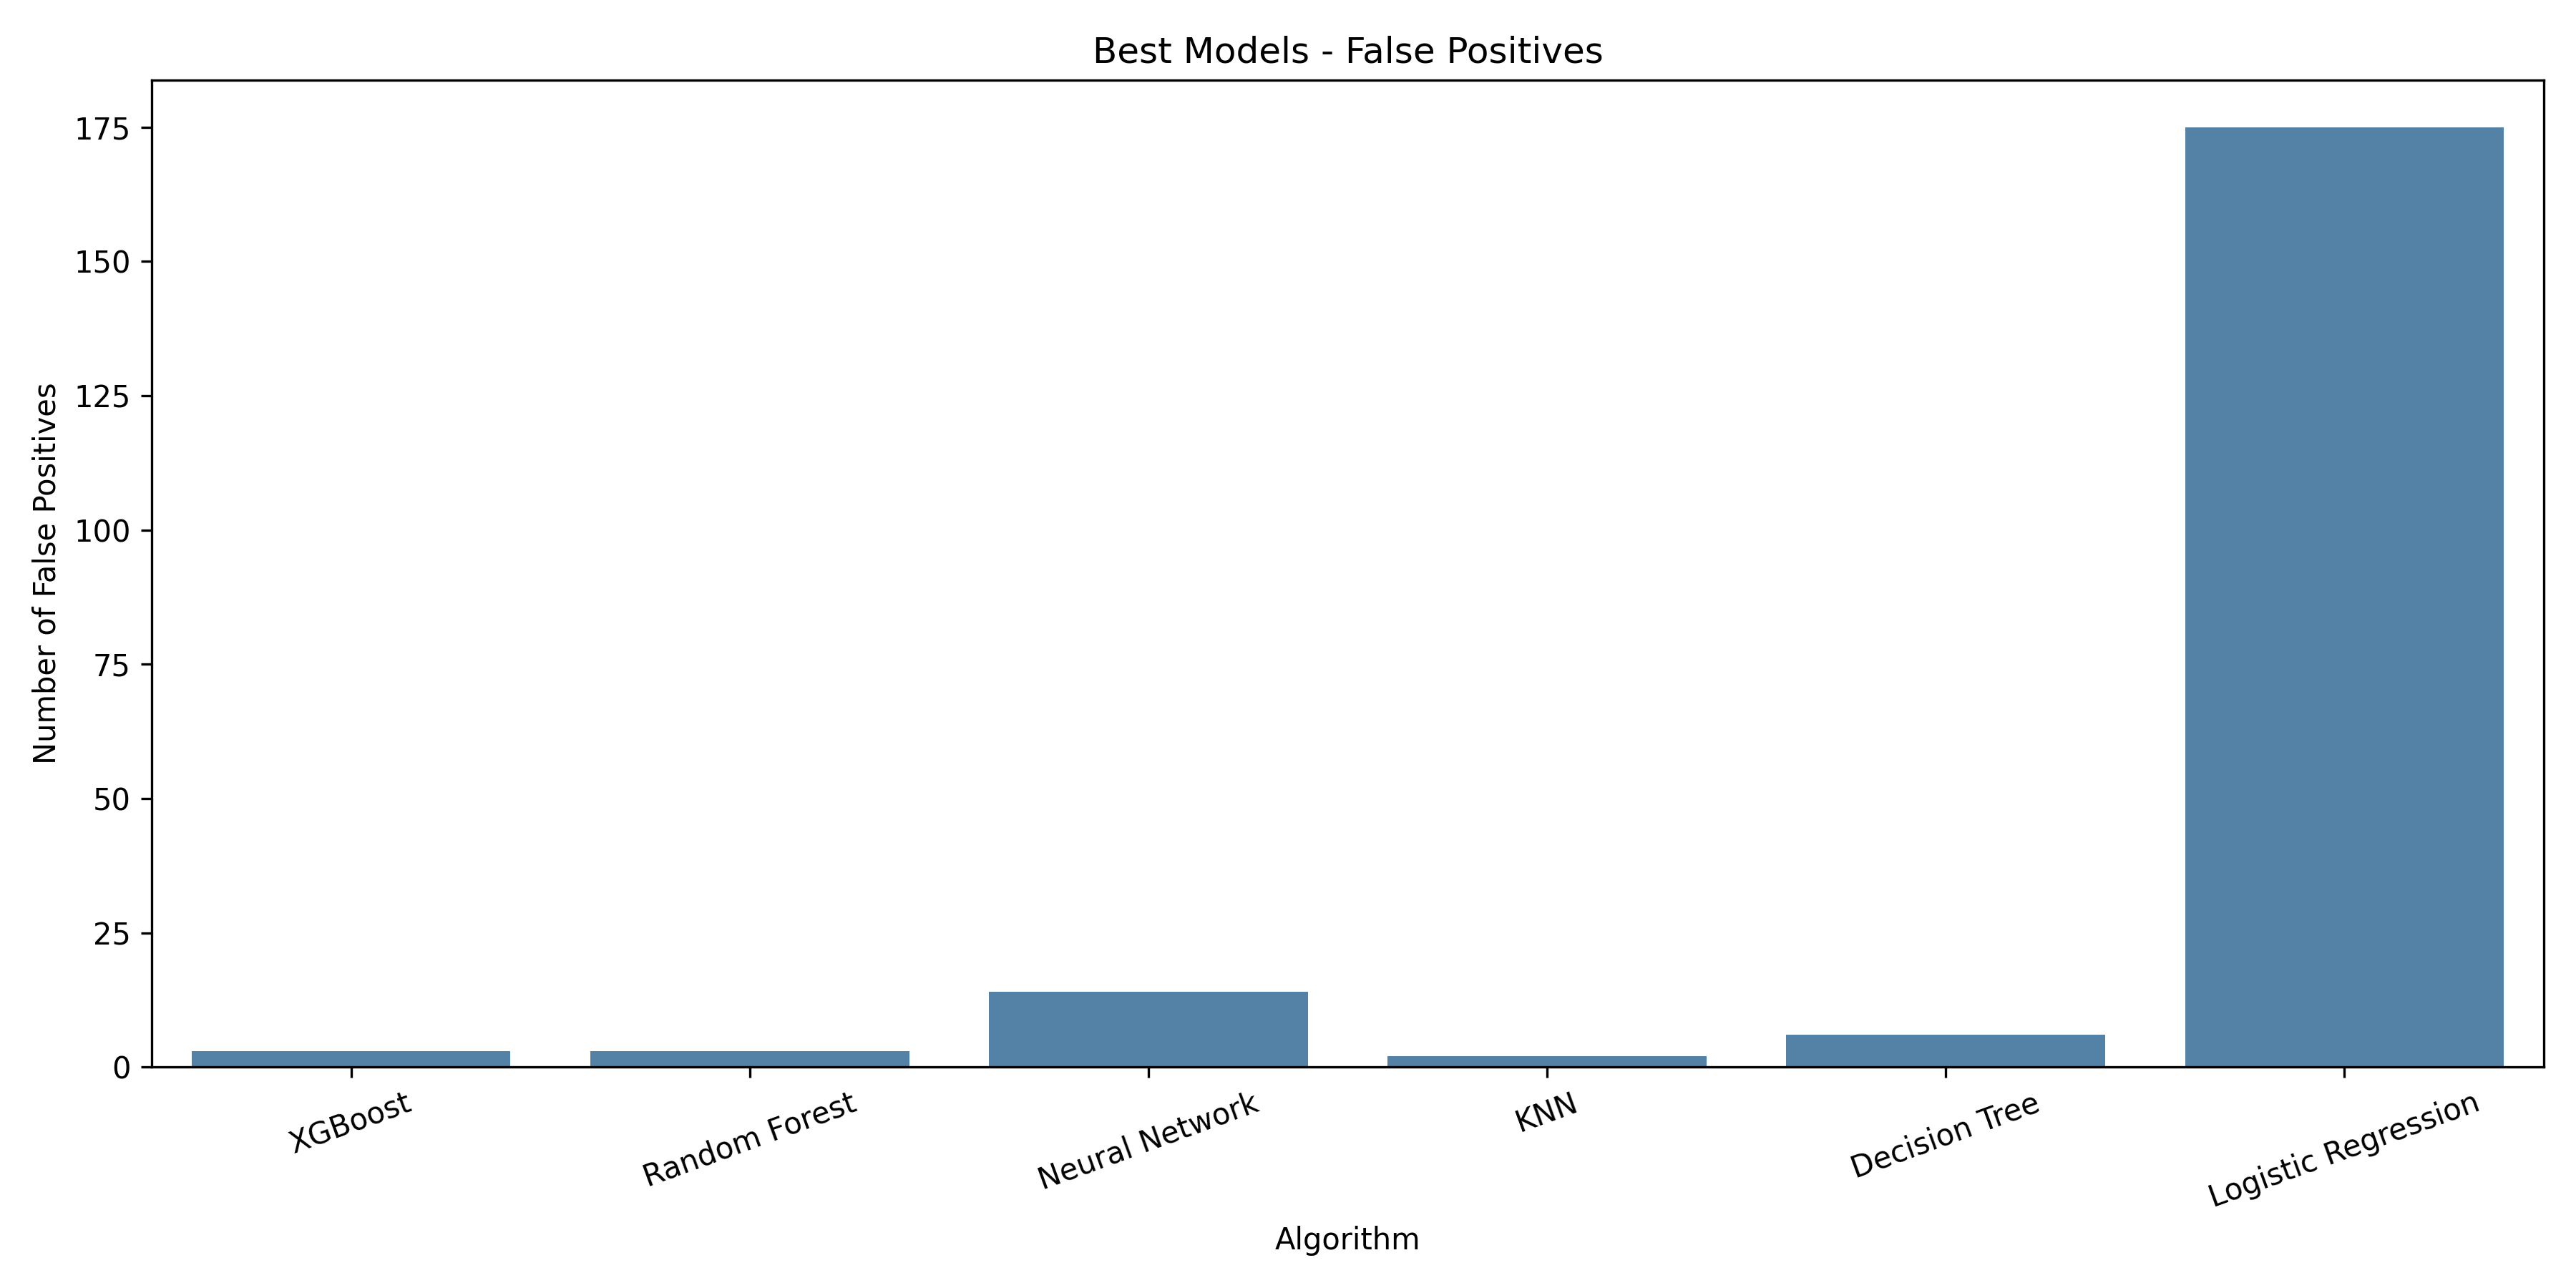 Best Models - False Positives
Number of False Positives
175
150
125
100
75
50
25
0
XGBoost
Random Forest
Neural Network
KNN
Decision Tree
Logistic Regression
Algorithm